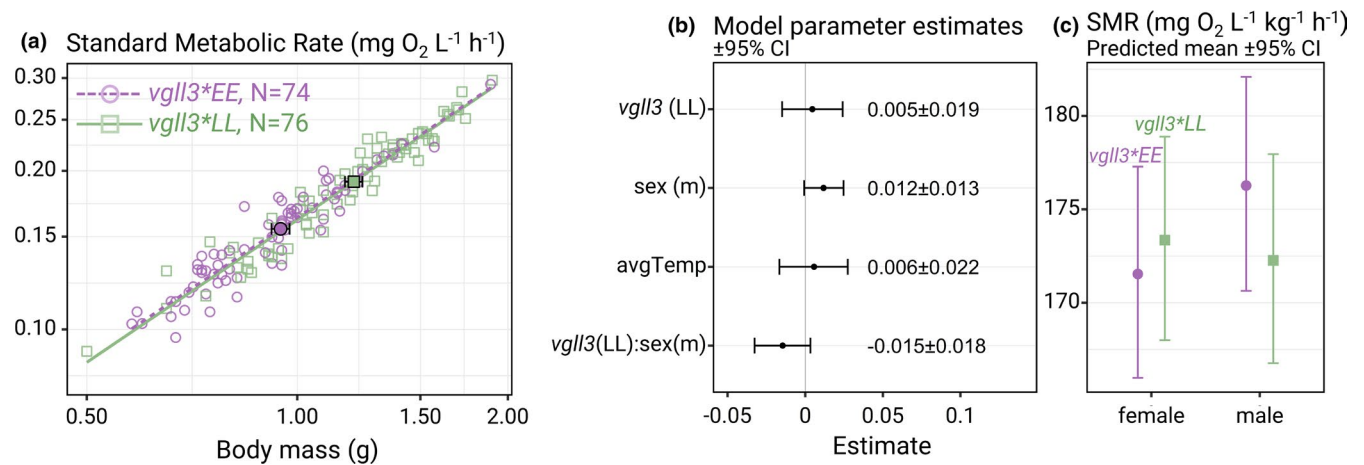 (a) Standard Metabolic Rate (mg O₂ L⁻¹ h⁻¹)
0.30
0.25
0.20
0.15
0.10
vgll3*EE, N=74
vgll3*LL, N=76
0.50 1.00 1.50 2.00
Body mass (g)
(b) Model parameter estimates
±95% CI
vgll3 (LL) 0.005±0.019
sex (m) 0.012±0.013
avgTemp 0.006±0.022
vgll3(LL):sex(m) -0.015±0.018
-0.05 0 0.05 0.1
Estimate
(c) SMR (mg O₂ L⁻¹ kg⁻¹ h⁻¹)
Predicted mean ±95% CI
180
175
170
vgll3*LL
vgll3*EE
female male